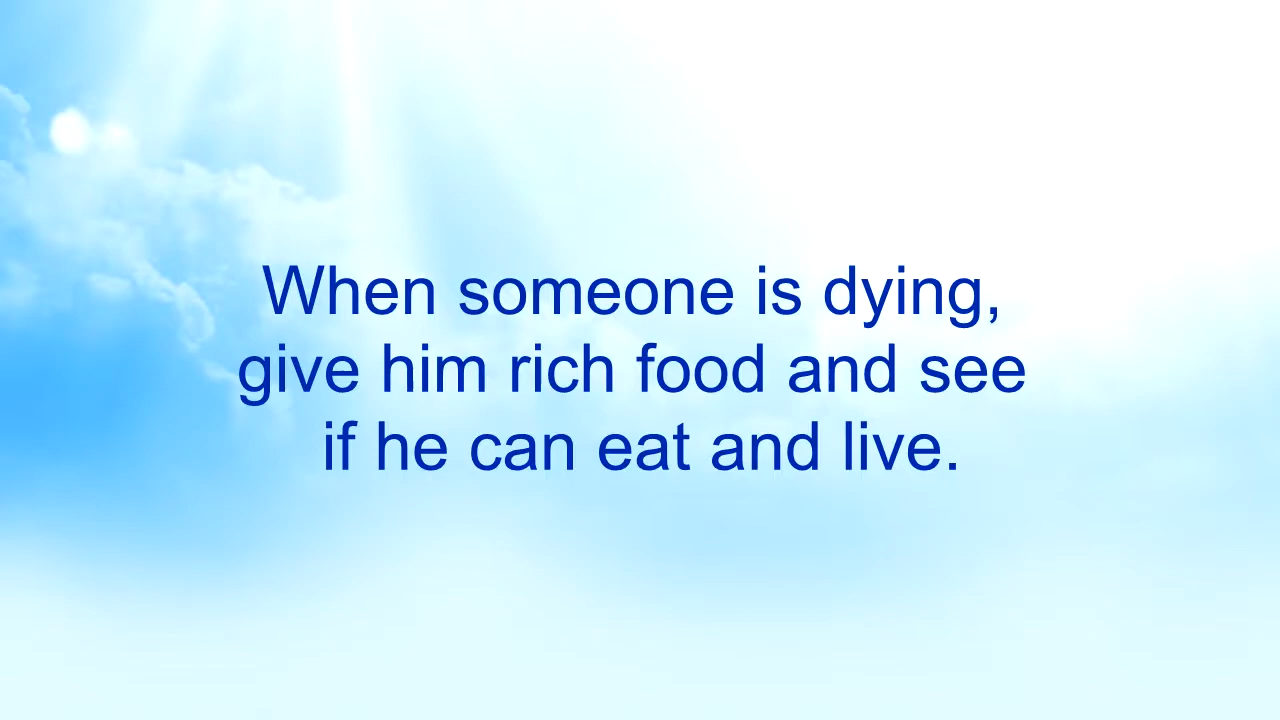 When someone is dying,
give him rich food and see
if he can eat and live.